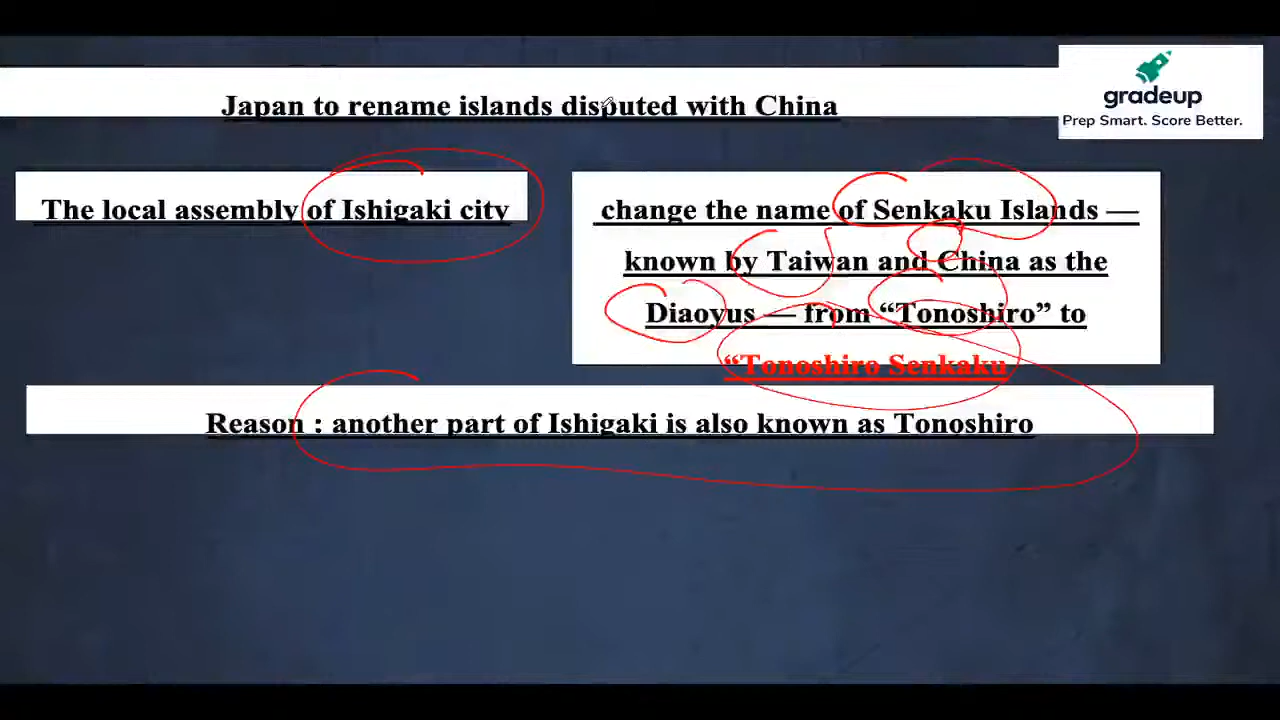 Japan to rename islands disputed with China
gradeup
Prep Smart. Score Better.
The local assembly of Ishigaki city
change the name of Senkaku Islands —
known by Taiwan and China as the
Diaoyus — from “Tonoshiro” to
“Tonoshiro Senkaku
Reason : another part of Ishigaki is also known as Tonoshiro